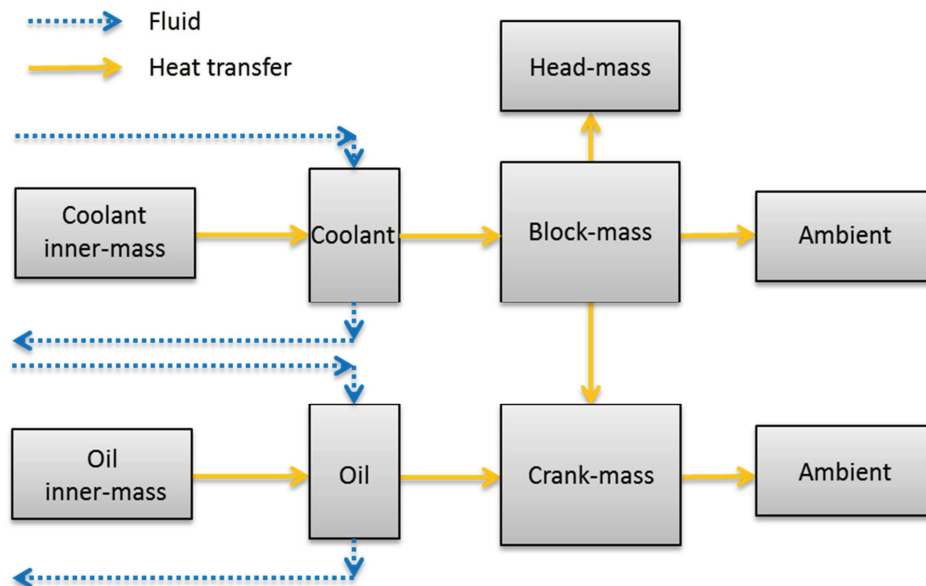 Fluid
Heat transfer
Head-mass
Coolant
inner-mass
Coolant
Block-mass
Ambient
Oil
inner-mass
Oil
Crank-mass
Ambient